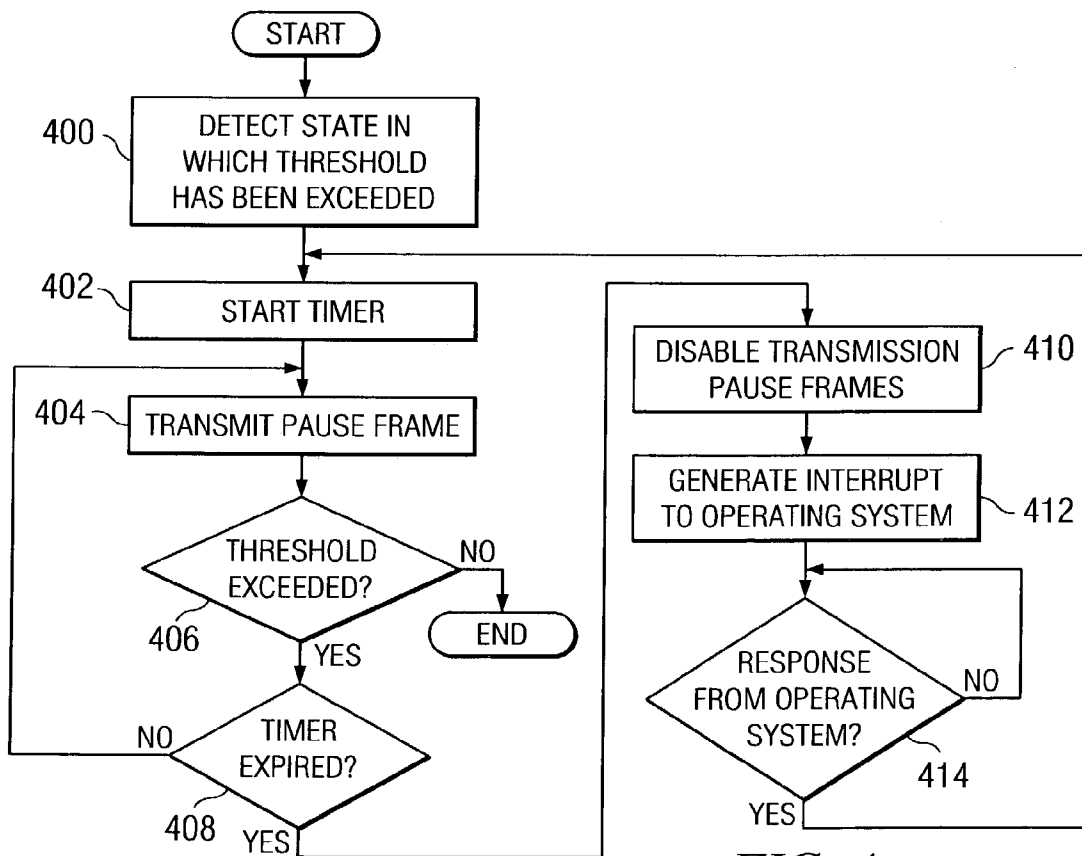 START
400
DETECT STATE IN
WHICH THRESHOLD
HAS BEEN EXCEEDED
402
START TIMER
404
TRANSMIT PAUSE FRAME
THRESHOLD
EXCEEDED?
NO
406
YES
END
TIMER
EXPIRED?
NO
408
YES
DISABLE TRANSMISSION
PAUSE FRAMES
410
GENERATE INTERRUPT
TO OPERATING SYSTEM
412
RESPONSE
FROM OPERATING
SYSTEM?
NO
414
YES